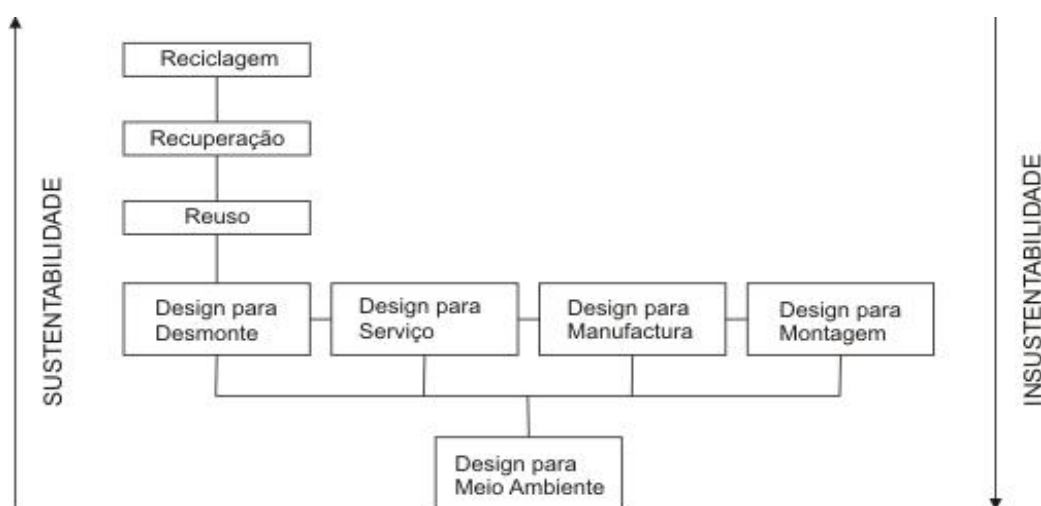 Reciclagem
Recuperação
Reuso
Design para
Desmonte
Design para
Serviço
Design para
Manufactura
Design para
Montagem
Design para
Meio Ambiente
SUSTENTABILIDADE
INSUSTENTABILIDADE